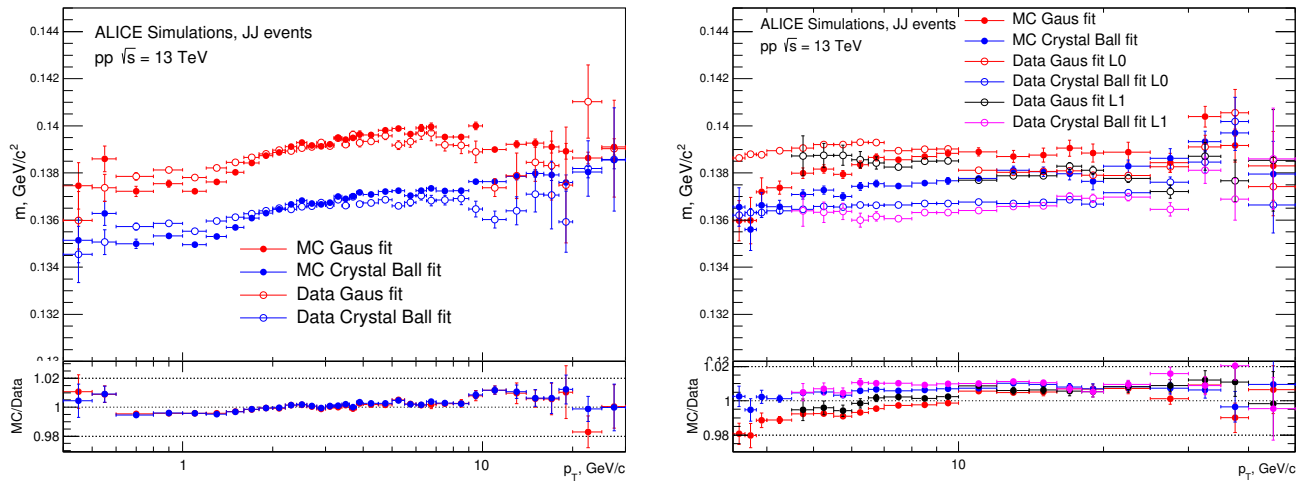 ALICE Simulations, JJ events
pp √s = 13 TeV
m, GeV/c²
0.144
0.142
0.14
0.138
0.136
0.134
0.132
0.13
MC Gaus fit
MC Crystal Ball fit
Data Gaus fit
Data Crystal Ball fit
MC/Data
1.02
1
0.98
1
10
p_T, GeV/c
ALICE Simulations, JJ events
pp √s = 13 TeV
MC Gaus fit
MC Crystal Ball fit
Data Gaus fit L0
Data Crystal Ball fit L0
Data Gaus fit L1
Data Crystal Ball fit L1
m, GeV/c²
0.144
0.142
0.14
0.138
0.136
0.134
0.132
0.13
MC/Data
1.02
1
0.98
10
p_T, GeV/c